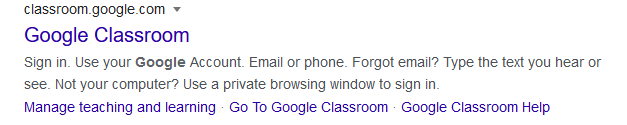 classroom.google.com
Google Classroom
Sign in. Use your Google Account. Email or phone. Forgot email? Type the text you hear or
see. Not your computer? Use a private browsing window to sign in.
Manage teaching and learning · Go To Google Classroom · Google Classroom Help